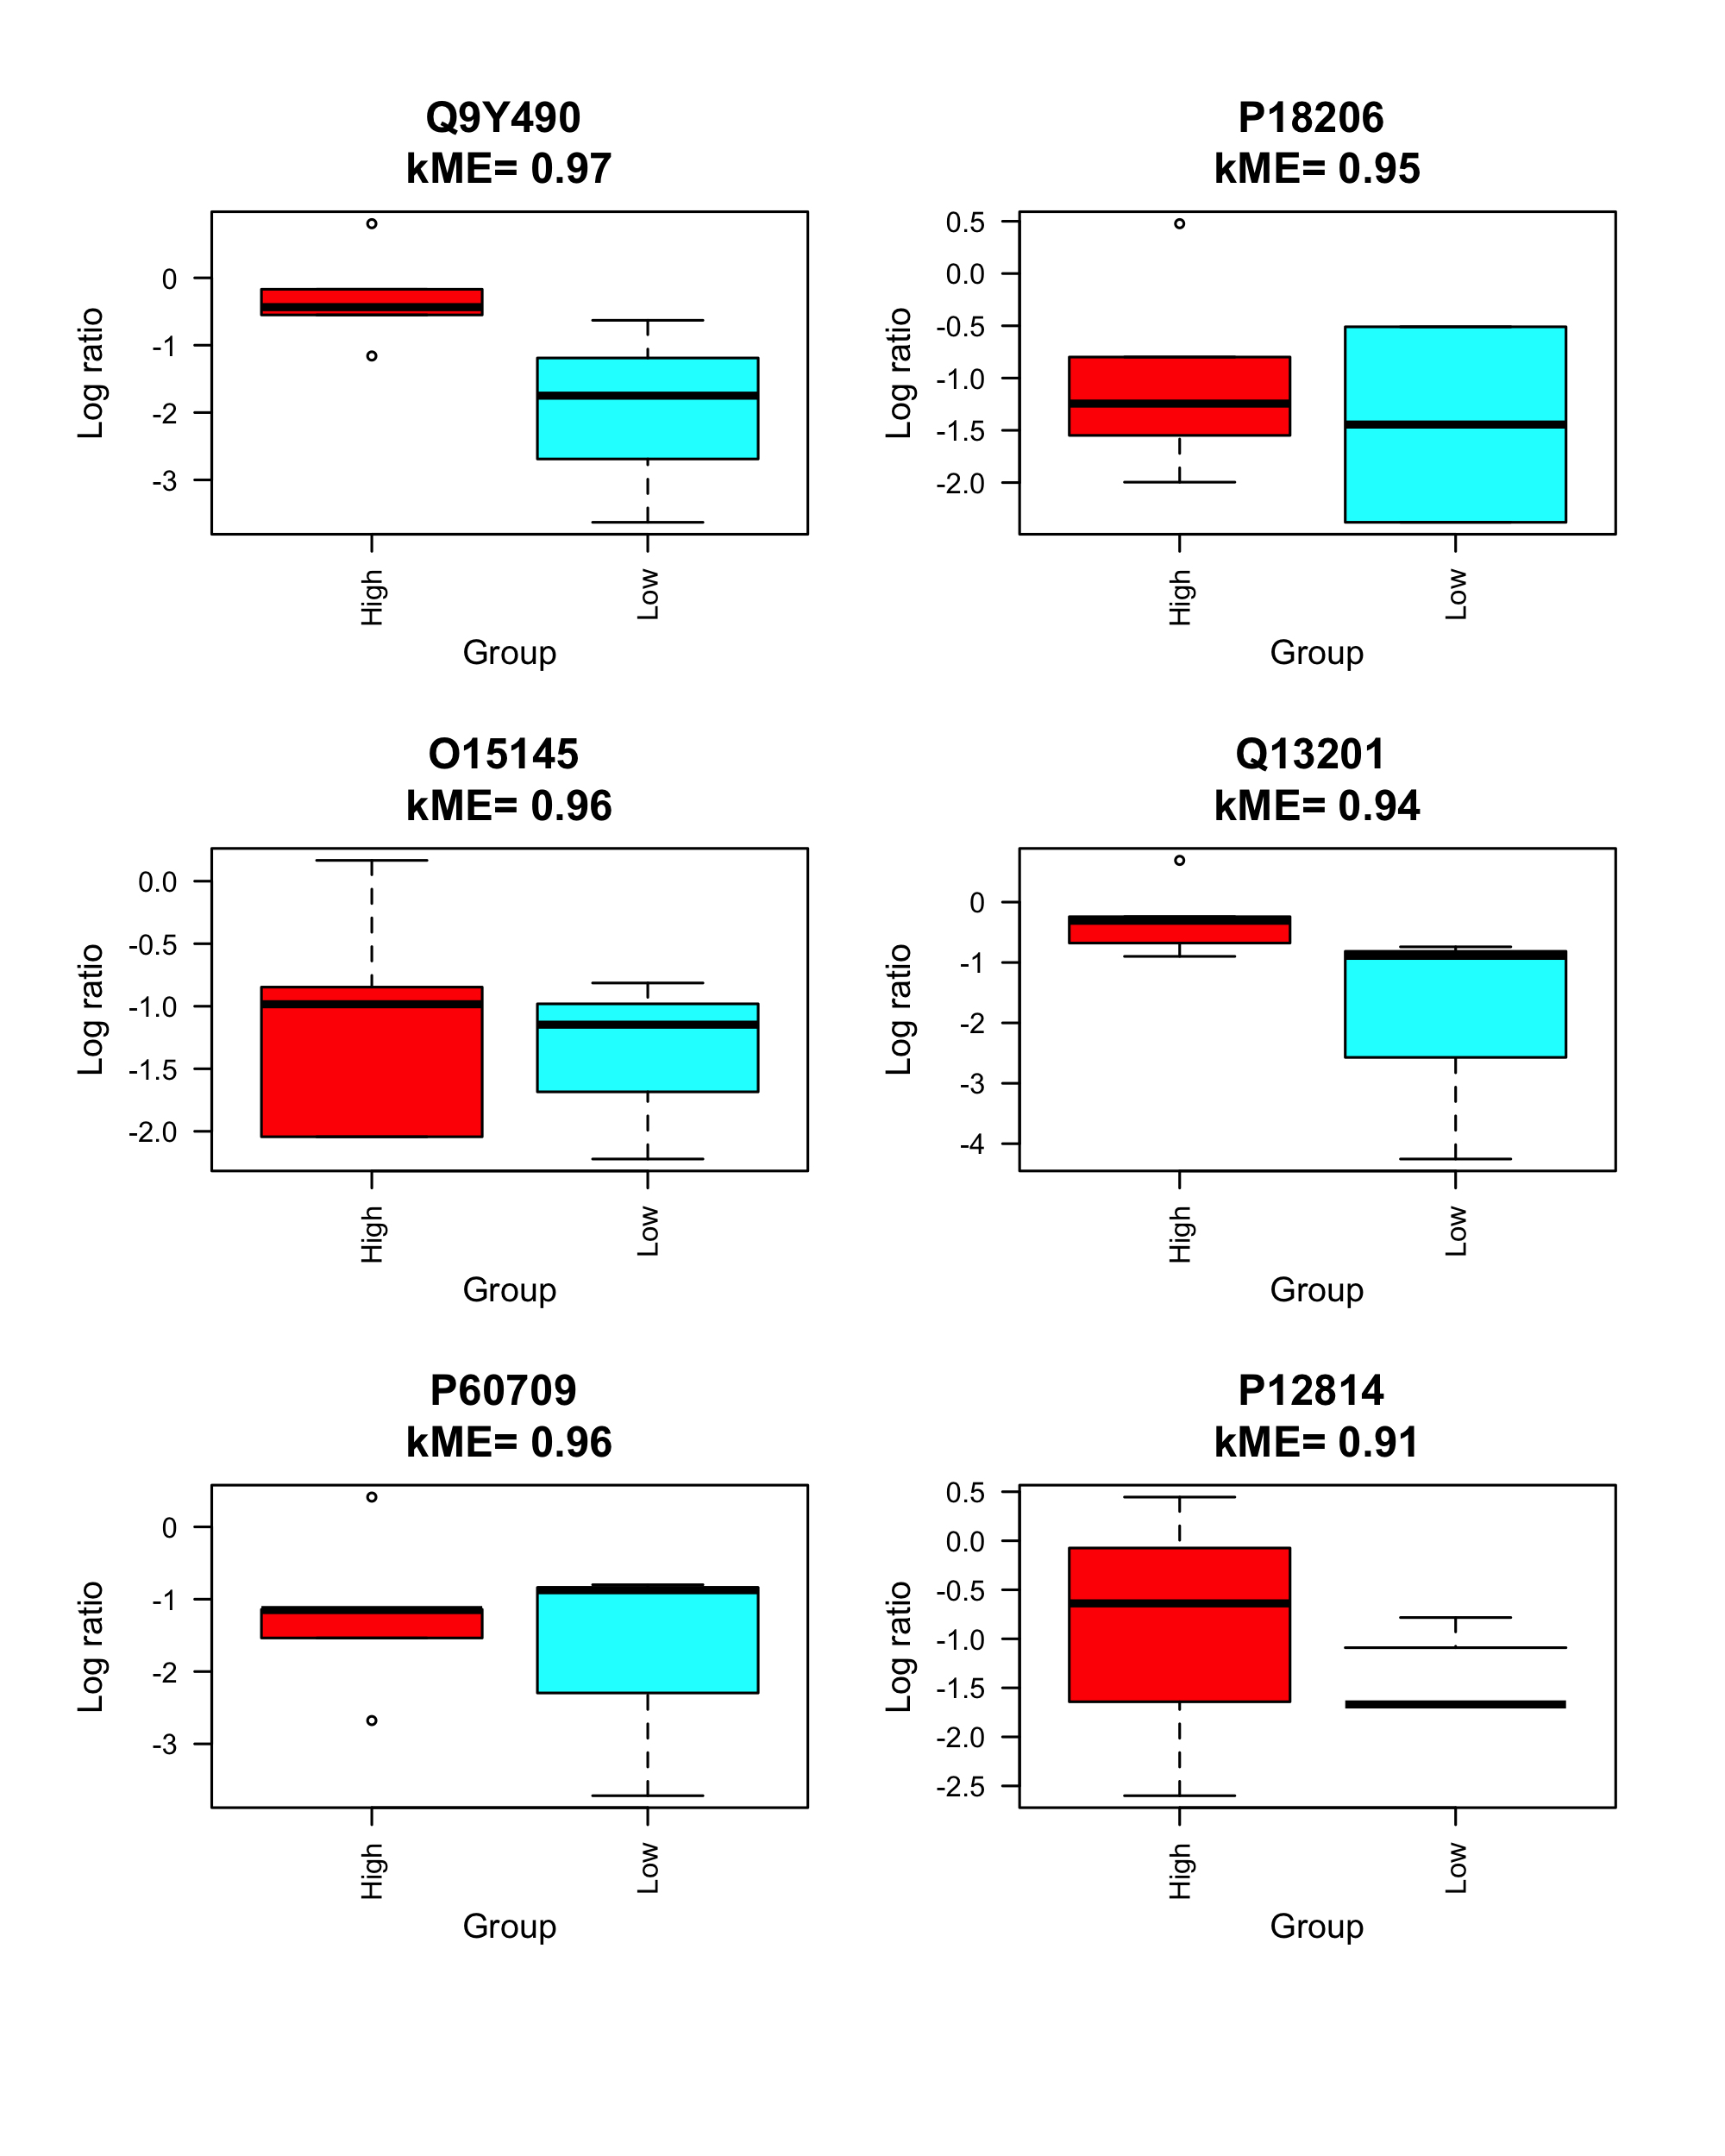 Q9Y490
kME= 0.97
Log ratio
0
-1
-2
-3
High
Low
Group
P18206
kME= 0.95
Log ratio
0.5
0.0
-0.5
-1.0
-1.5
-2.0
High
Low
Group
O15145
kME= 0.96
Log ratio
0.0
-0.5
-1.0
-1.5
-2.0
High
Low
Group
Q13201
kME= 0.94
Log ratio
0
-1
-2
-3
-4
High
Low
Group
P60709
kME= 0.96
Log ratio
0
-1
-2
-3
High
Low
Group
P12814
kME= 0.91
Log ratio
0.5
0.0
-0.5
-1.0
-1.5
-2.0
-2.5
High
Low
Group